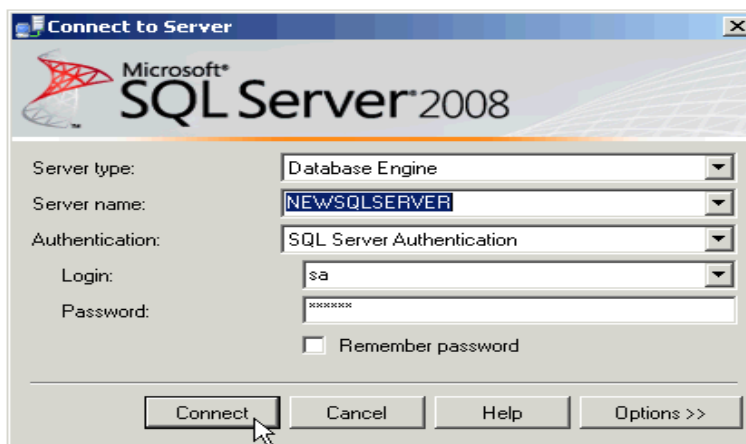 Connect to Server
Microsoft®
SQL Server® 2008
Server type: Database Engine
Server name: NEWSQLSERVER
Authentication: SQL Server Authentication
Login: sa
Password: ******
Remember password
Connect Cancel Help Options >>